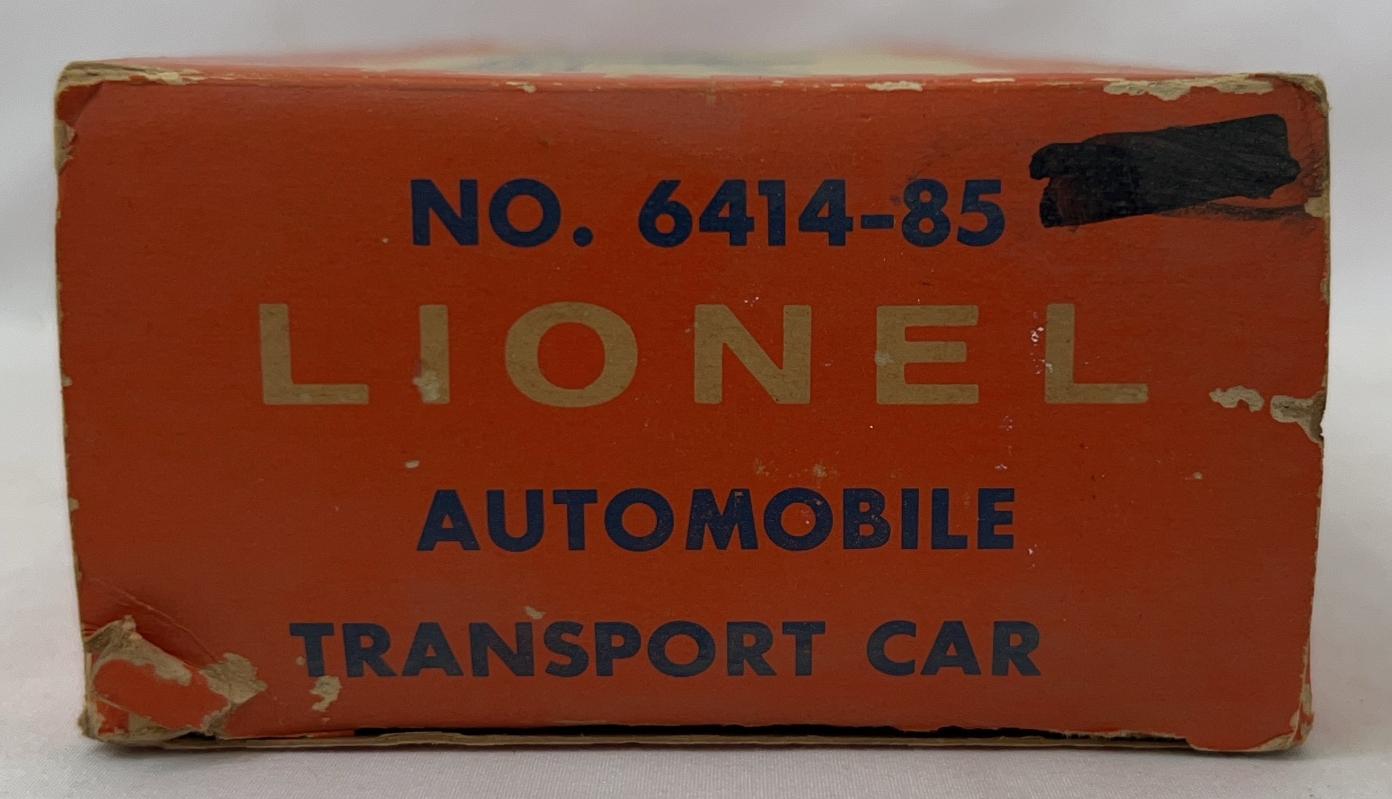 NO. 6414-85
LIONEL
AUTOMOBILE
TRANSPORT CAR